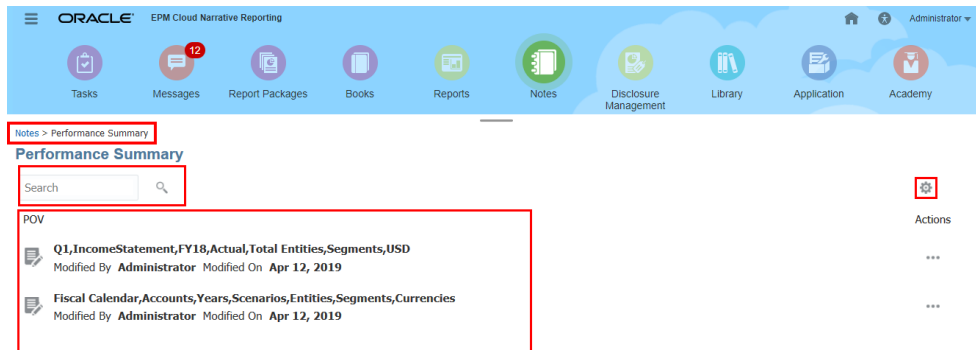 ORACLE® EPM Cloud Narrative Reporting Administrator
12
Tasks Messages Report Packages Books Reports Notes Disclosure Management Library Application Academy
Notes > Performance Summary
Performance Summary
Search
POV Actions
Q1,IncomeStatement,FY18,Actual,Total Entities,Segments,USD
Modified By Administrator Modified On Apr 12, 2019
Fiscal Calendar,Accounts,Years,Scenarios,Entities,Segments,Currencies
Modified By Administrator Modified On Apr 12, 2019